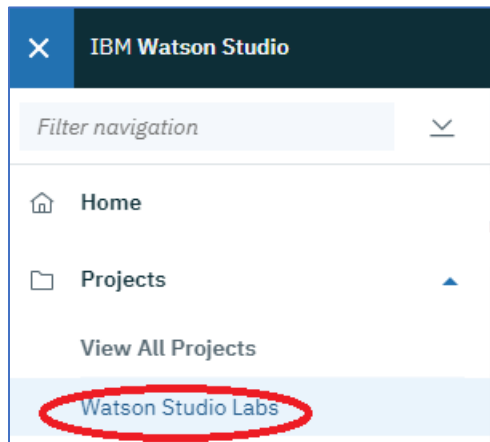 IBM Watson Studio
Filter navigation
Home
Projects
View All Projects
Watson Studio Labs